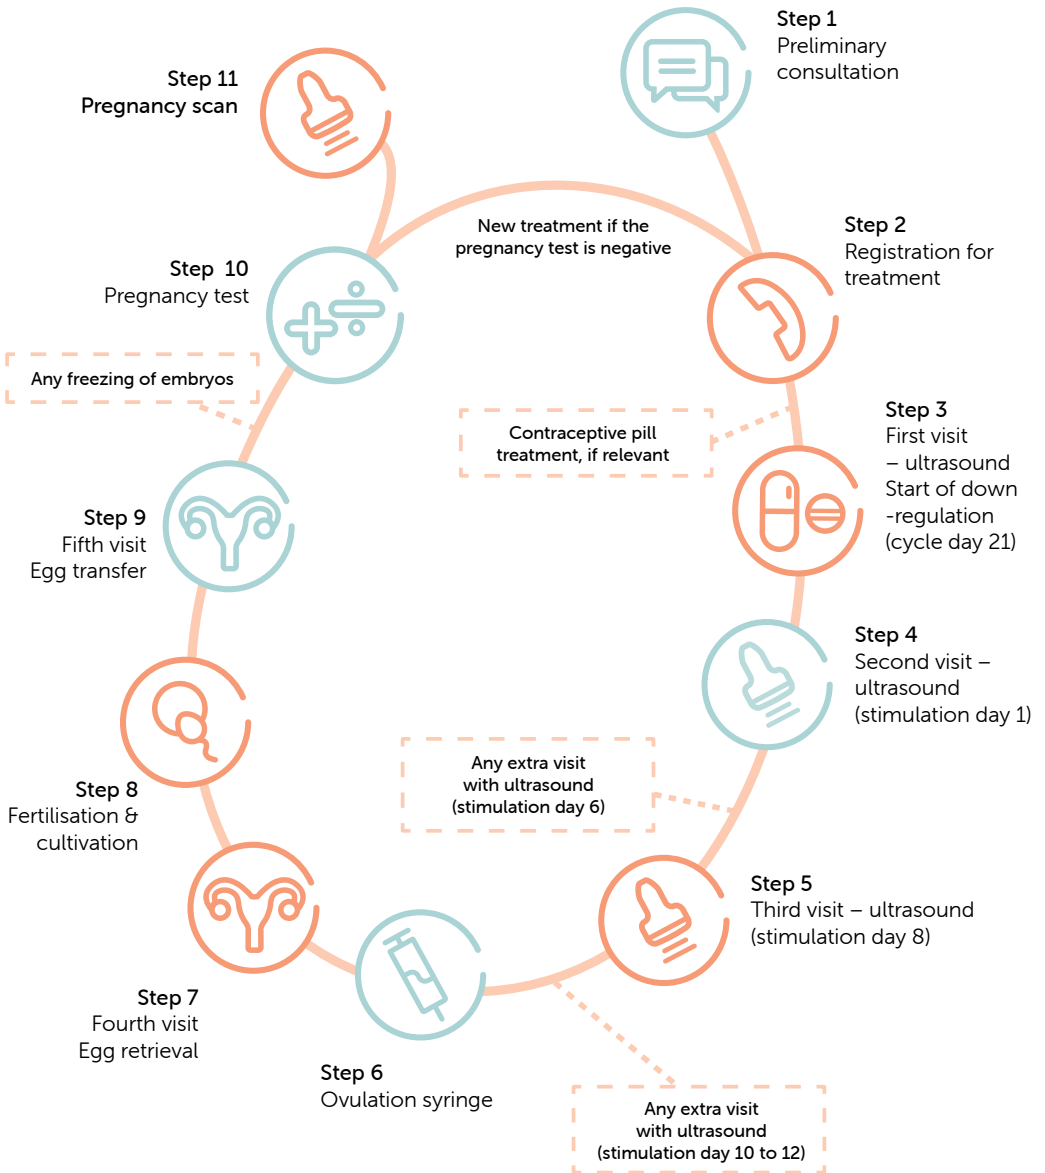 Step 1
Preliminary
consultation
Step 11
Pregnancy scan
New treatment if the
pregnancy test is negative
Step 2
Registration for
treatment
Step  10
Pregnancy test
Any freezing of embryos
Contraceptive pill
treatment, if relevant
Step 3
First visit
– ultrasound
Start of down
-regulation
(cycle day 21)
Step 9
Fifth visit
Egg transfer
Step 4
Second visit –
ultrasound
(stimulation day 1)
Any extra visit
with ultrasound
(stimulation day 6)
Step 8
Fertilisation &
cultivation
Step 5
Third visit – ultrasound
(stimulation day 8)
Step 7
Fourth visit
Egg retrieval
Step 6
Ovulation syringe
Any extra visit
with ultrasound
(stimulation day 10 to 12)